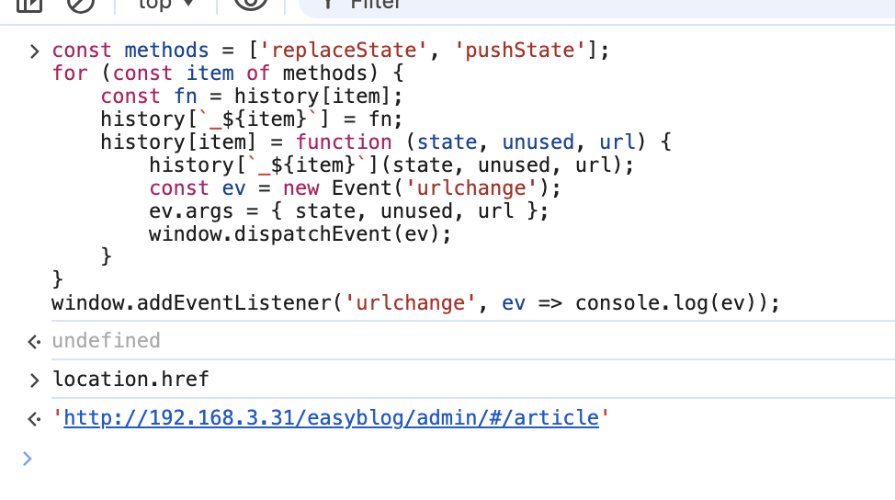 top ▼ Filter
> const methods = ['replaceState', 'pushState'];
for (const item of methods) {
    const fn = history[item];
    history[`_${item}`] = fn;
    history[item] = function (state, unused, url) {
        history[`_${item}`](state, unused, url);
        const ev = new Event('urlchange');
        ev.args = { state, unused, url };
        window.dispatchEvent(ev);
    }
}
window.addEventListener('urlchange', ev => console.log(ev));
undefined
> location.href
'http://192.168.3.31/easyblog/admin/#/article'
>